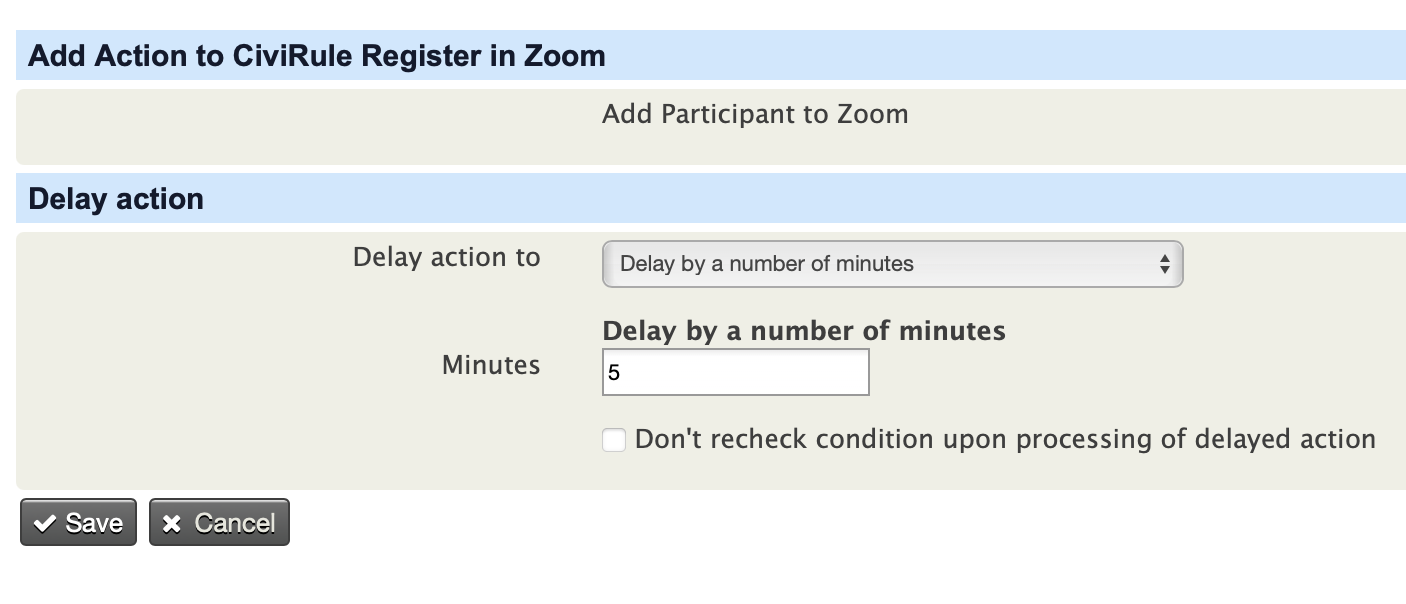 Add Action to CiviRule Register in Zoom
Add Participant to Zoom
Delay action
Delay action to
Delay by a number of minutes
Delay by a number of minutes
Minutes
5
Don't recheck condition upon processing of delayed action
Save
Cancel